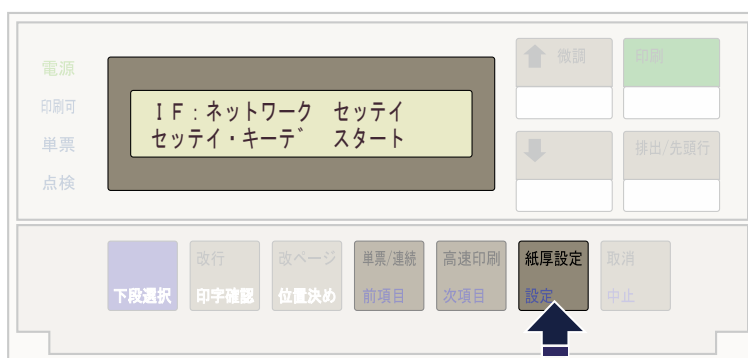 電源
印刷可
単票
点検
IF:ネットワーク セッテイ
セッテイ・キーデ゛ スタート
微調
印刷
排出/先頭行
下段選択
改行
印字確認
改ページ
位置決め
単票/連続
前項目
高速印刷
次項目
紙厚設定
設定
取消
中止